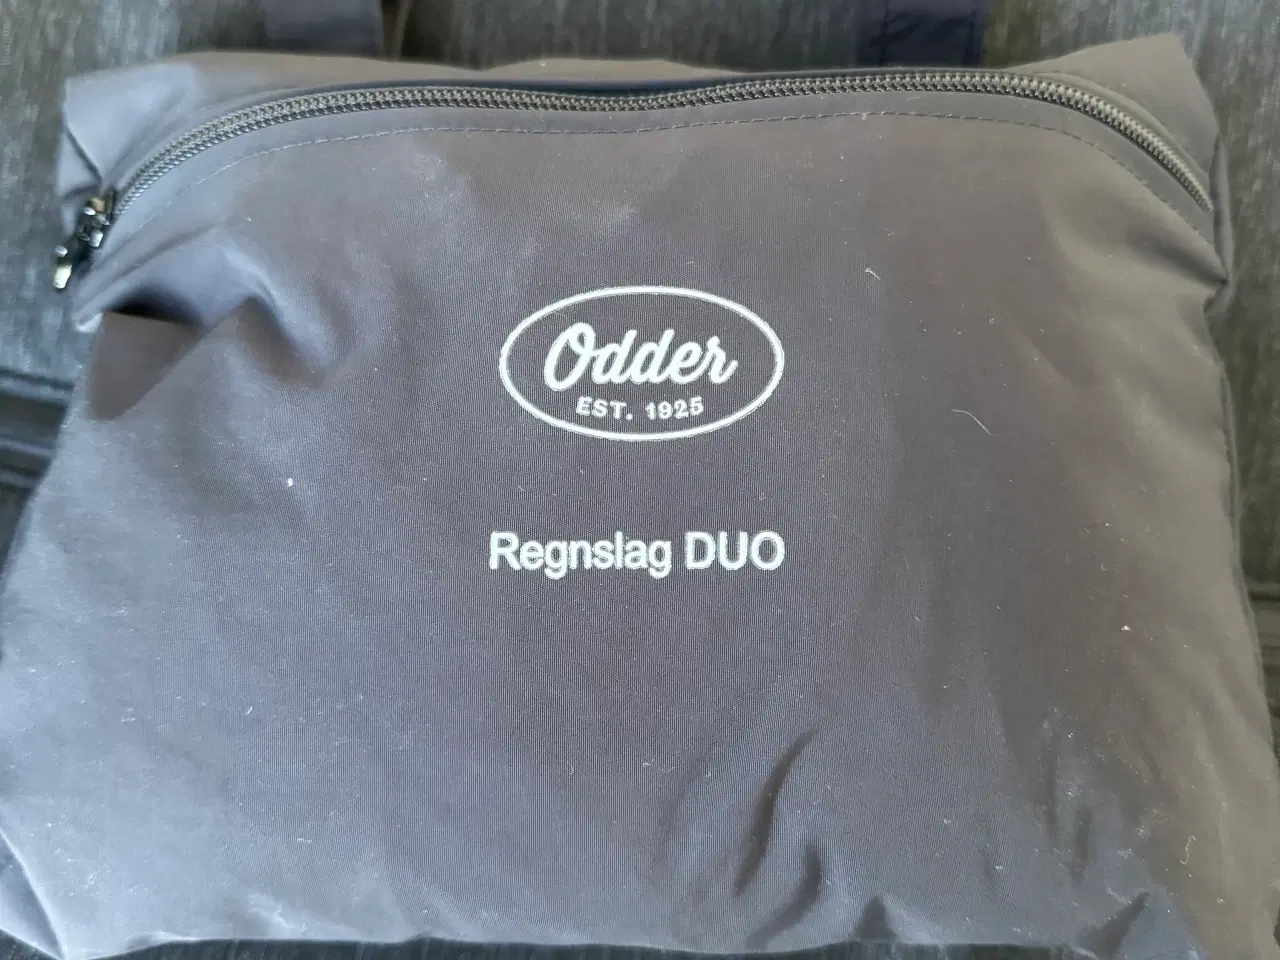 Odder
EST. 1925
Regnslag DUO